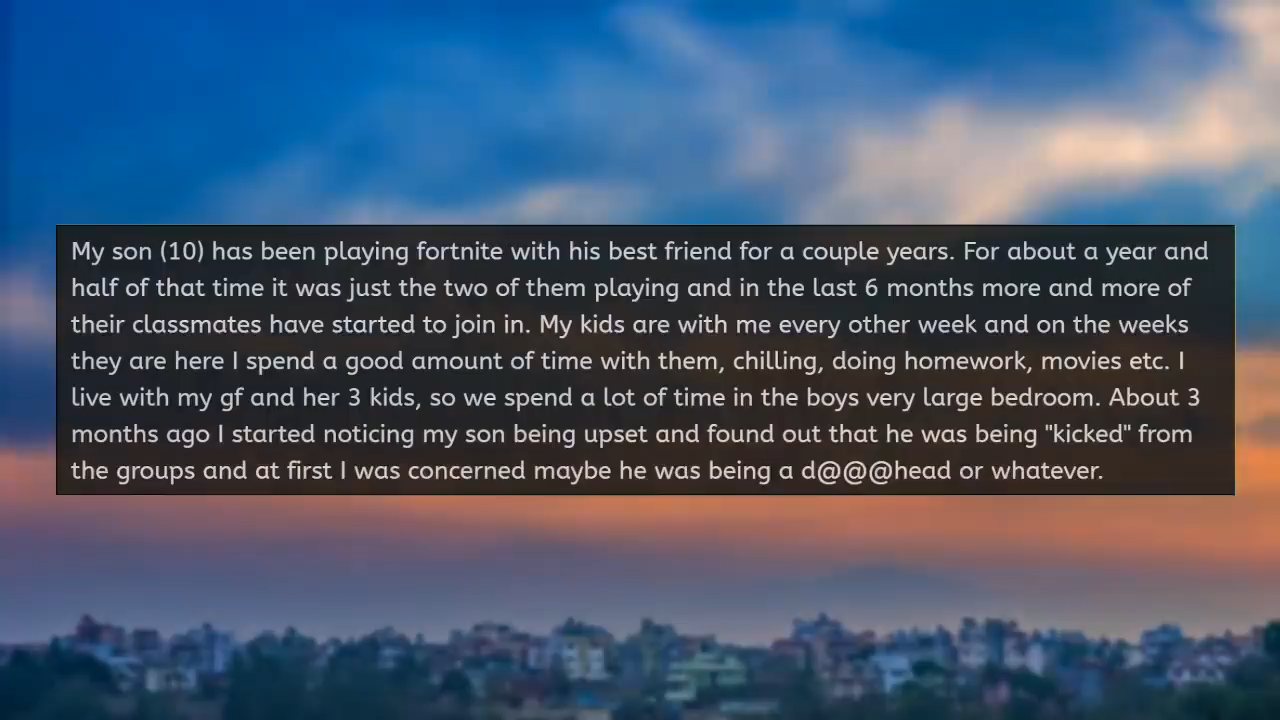 My son (10) has been playing fortnite with his best friend for a couple years. For about a year and
half of that time it was just the two of them playing and in the last 6 months more and more of
their classmates have started to join in. My kids are with me every other week and on the weeks
they are here I spend a good amount of time with them, chilling, doing homework, movies etc. I
live with my gf and her 3 kids, so we spend a lot of time in the boys very large bedroom. About 3
months ago I started noticing my son being upset and found out that he was being "kicked" from
the groups and at first I was concerned maybe he was being a d@@@head or whatever.